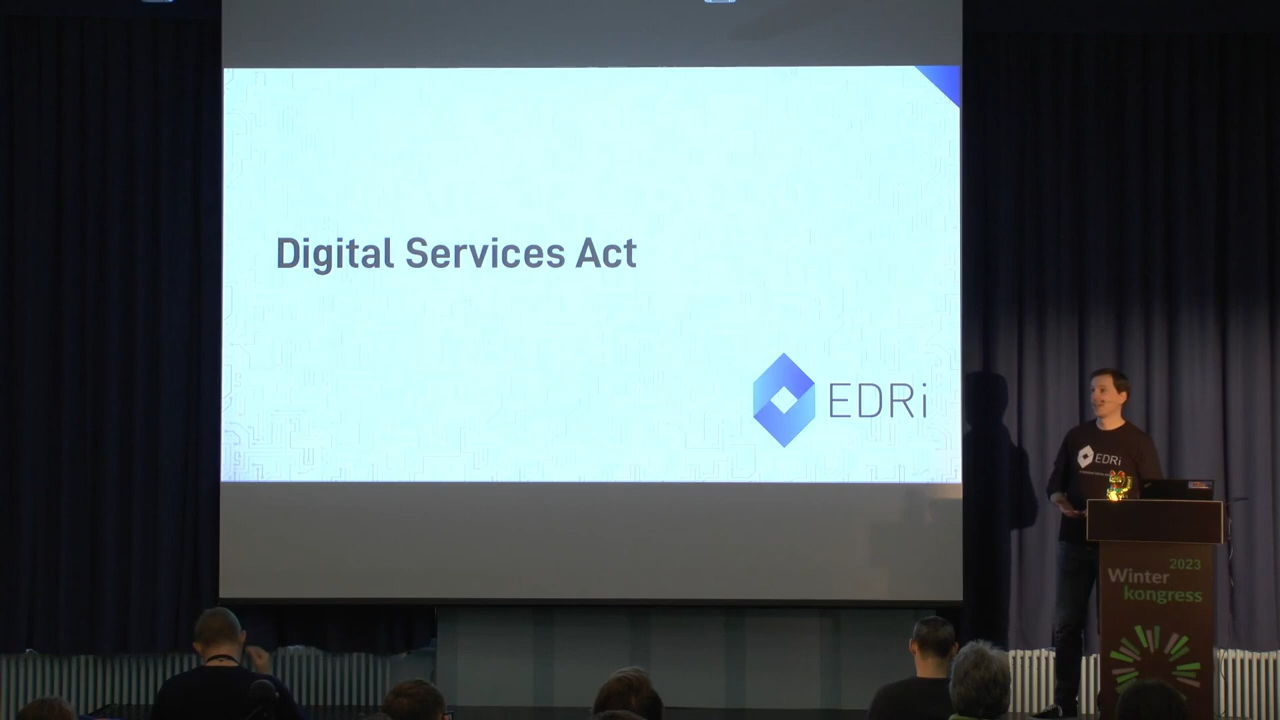 Digital Services Act
EDRi
EDRi
2023
Winter
kongress